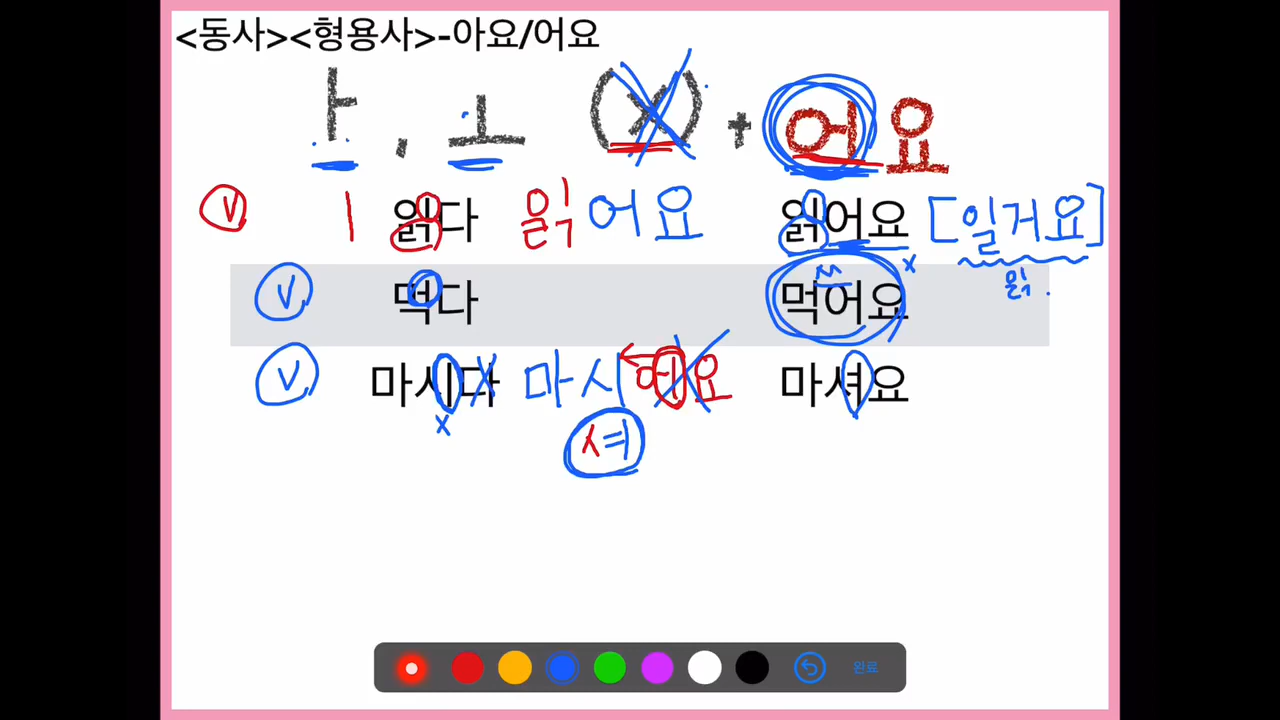 <동사><형용사>-아요/어요
ㅏ, ㅗ (X) + 어요
V ㅣ 읽다 읽어요 읽어요 [일거요]
읽
V 먹다 먹어요
V 마시다 마시어요 마셔요
X ㅅㅕ
완료